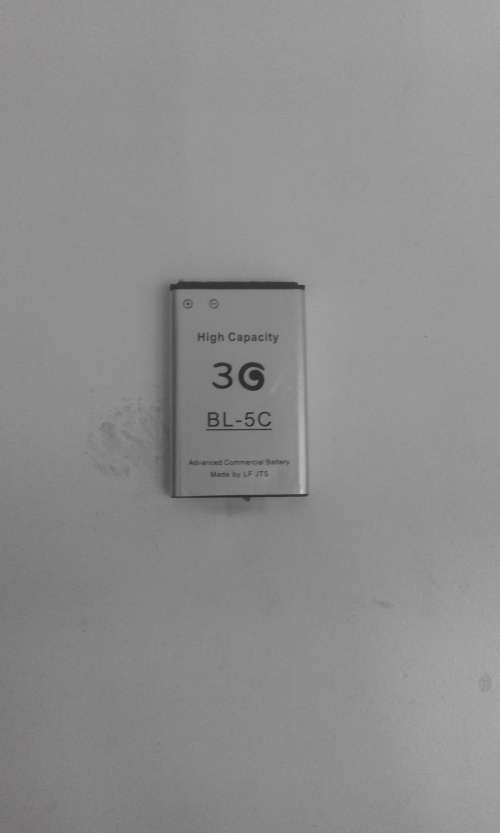 High Capacity
3G
BL-5C
Advanced Commercial Battery
Made by LF JTS